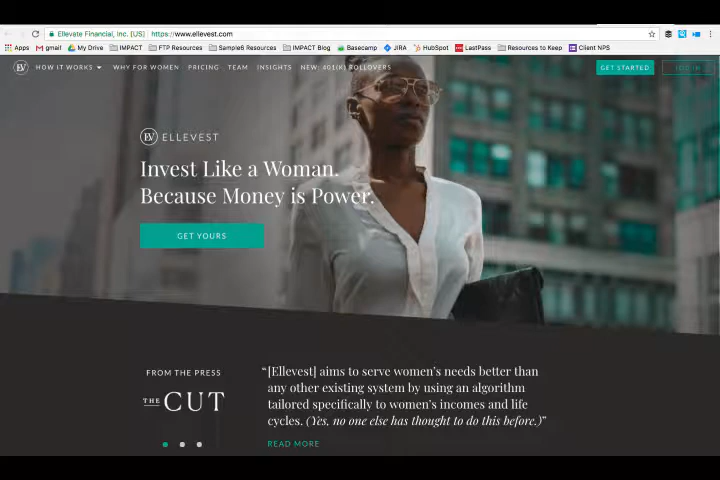 Ellevate Financial, Inc. [US] https://www.ellevest.com
Apps gmail My Drive IMPACT FTP Resources Sample6 Resources IMPACT Blog Basecamp JIRA HubSpot LastPass Resources to Keep Client NPS
EV HOW IT WORKS WHY FOR WOMEN PRICING TEAM INSIGHTS NEW: 401(K) ROLLOVERS GET STARTED LOG IN
EV ELLEVEST
Invest Like a Woman.
Because Money is Power.
GET YOURS
FROM THE PRESS
THE CUT
“[Ellevest] aims to serve women’s needs better than
any other existing system by using an algorithm
tailored specifically to women’s incomes and life
cycles. (Yes, no one else has thought to do this before.)”
READ MORE